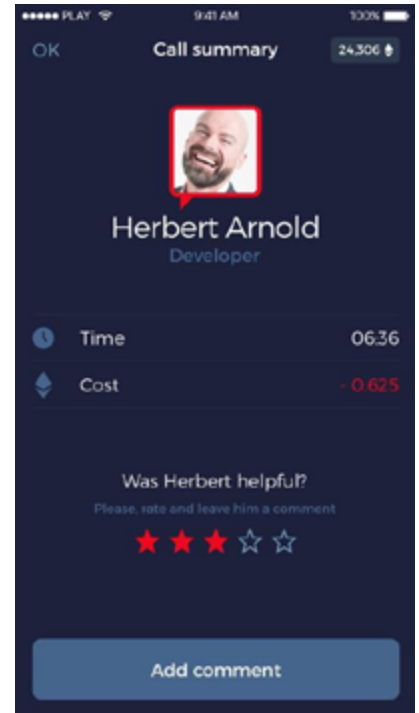 PLAY 9:41 AM 100%
OK Call summary 24,306
Herbert Arnold
Developer
Time 06:36
Cost - 0.625
Was Herbert helpful?
Please, rate and leave him a comment
Add comment